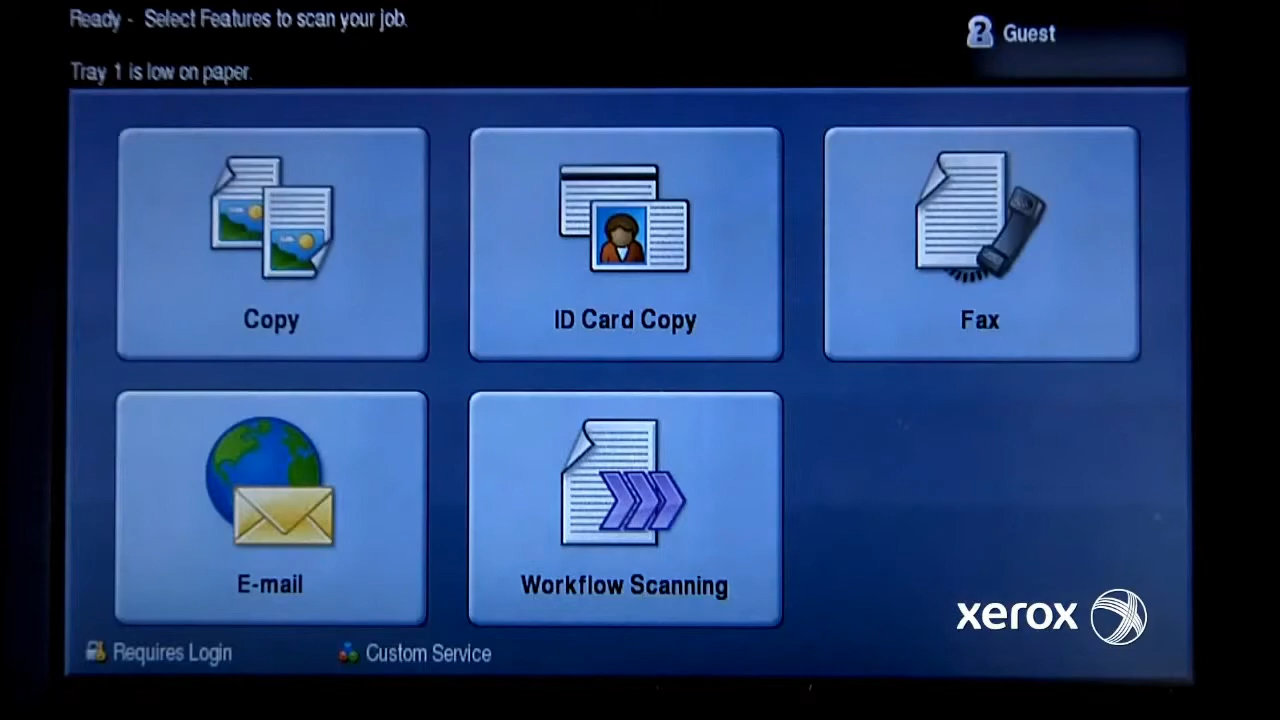 Ready - Select Features to scan your job.
Guest
Tray 1 is low on paper.
Copy
ID Card Copy
Fax
E-mail
Workflow Scanning
xerox
Requires Login
Custom Service